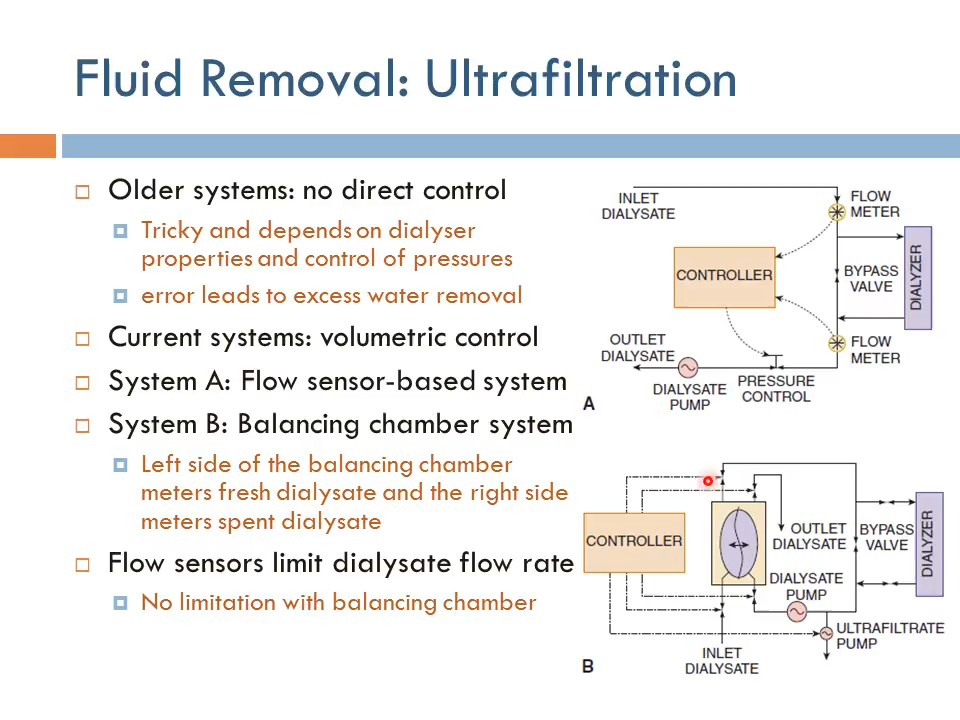 Fluid Removal: Ultrafiltration
Older systems: no direct control
Tricky and depends on dialyser
properties and control of pressures
error leads to excess water removal
Current systems: volumetric control
System A: Flow sensor-based system
System B: Balancing chamber system
Left side of the balancing chamber
meters fresh dialysate and the right side
meters spent dialysate
Flow sensors limit dialysate flow rate
No limitation with balancing chamber
INLET
DIALYSATE
FLOW
METER
CONTROLLER
BYPASS
VALVE
DIALYZER
OUTLET
DIALYSATE
FLOW
METER
DIALYSATE
PUMP
PRESSURE
CONTROL
A
CONTROLLER
OUTLET
DIALYSATE
BYPASS
VALVE
DIALYZER
DIALYSATE
PUMP
ULTRAFILTRATE
PUMP
INLET
DIALYSATE
B